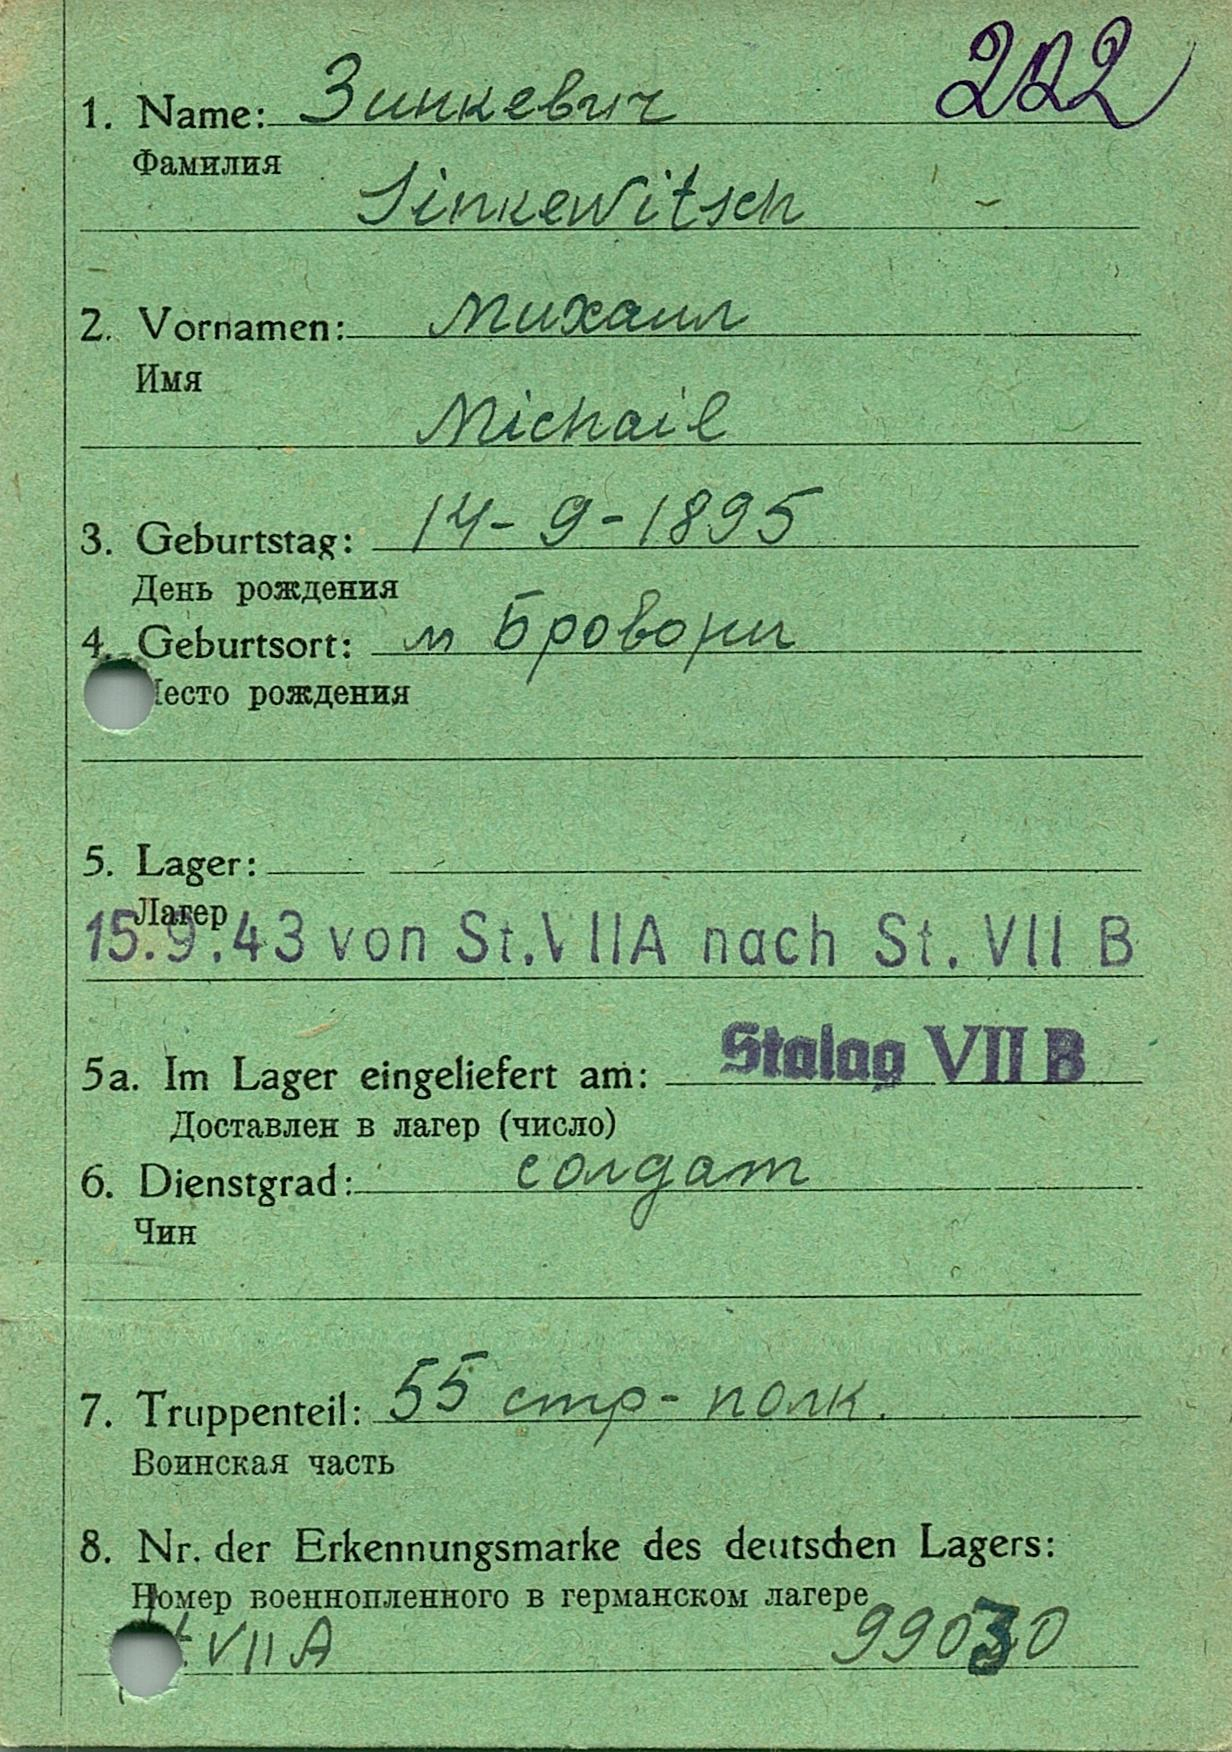 222
1. Name: Зинкевич
Фамилия
Sinkewitsch
2. Vornamen: Михаил
Имя
Michail
3. Geburtstag: 14-9-1895
День рождения
4. Geburtsort: м Бровори
есто рождения
5. Lager:
Лагер
15.9.43 von St.VIIA nach St. VII B
5a. Im Lager eingeliefert am: Stalag VII B
Доставлен в лагер (число)
6. Dienstgrad: солдат
Чин
7. Truppenteil: 55 стр-полк.
Воинская часть
8. Nr. der Erkennungsmarke des deutschen Lagers:
Номер военнопленного в германском лагере
t VII A 99030